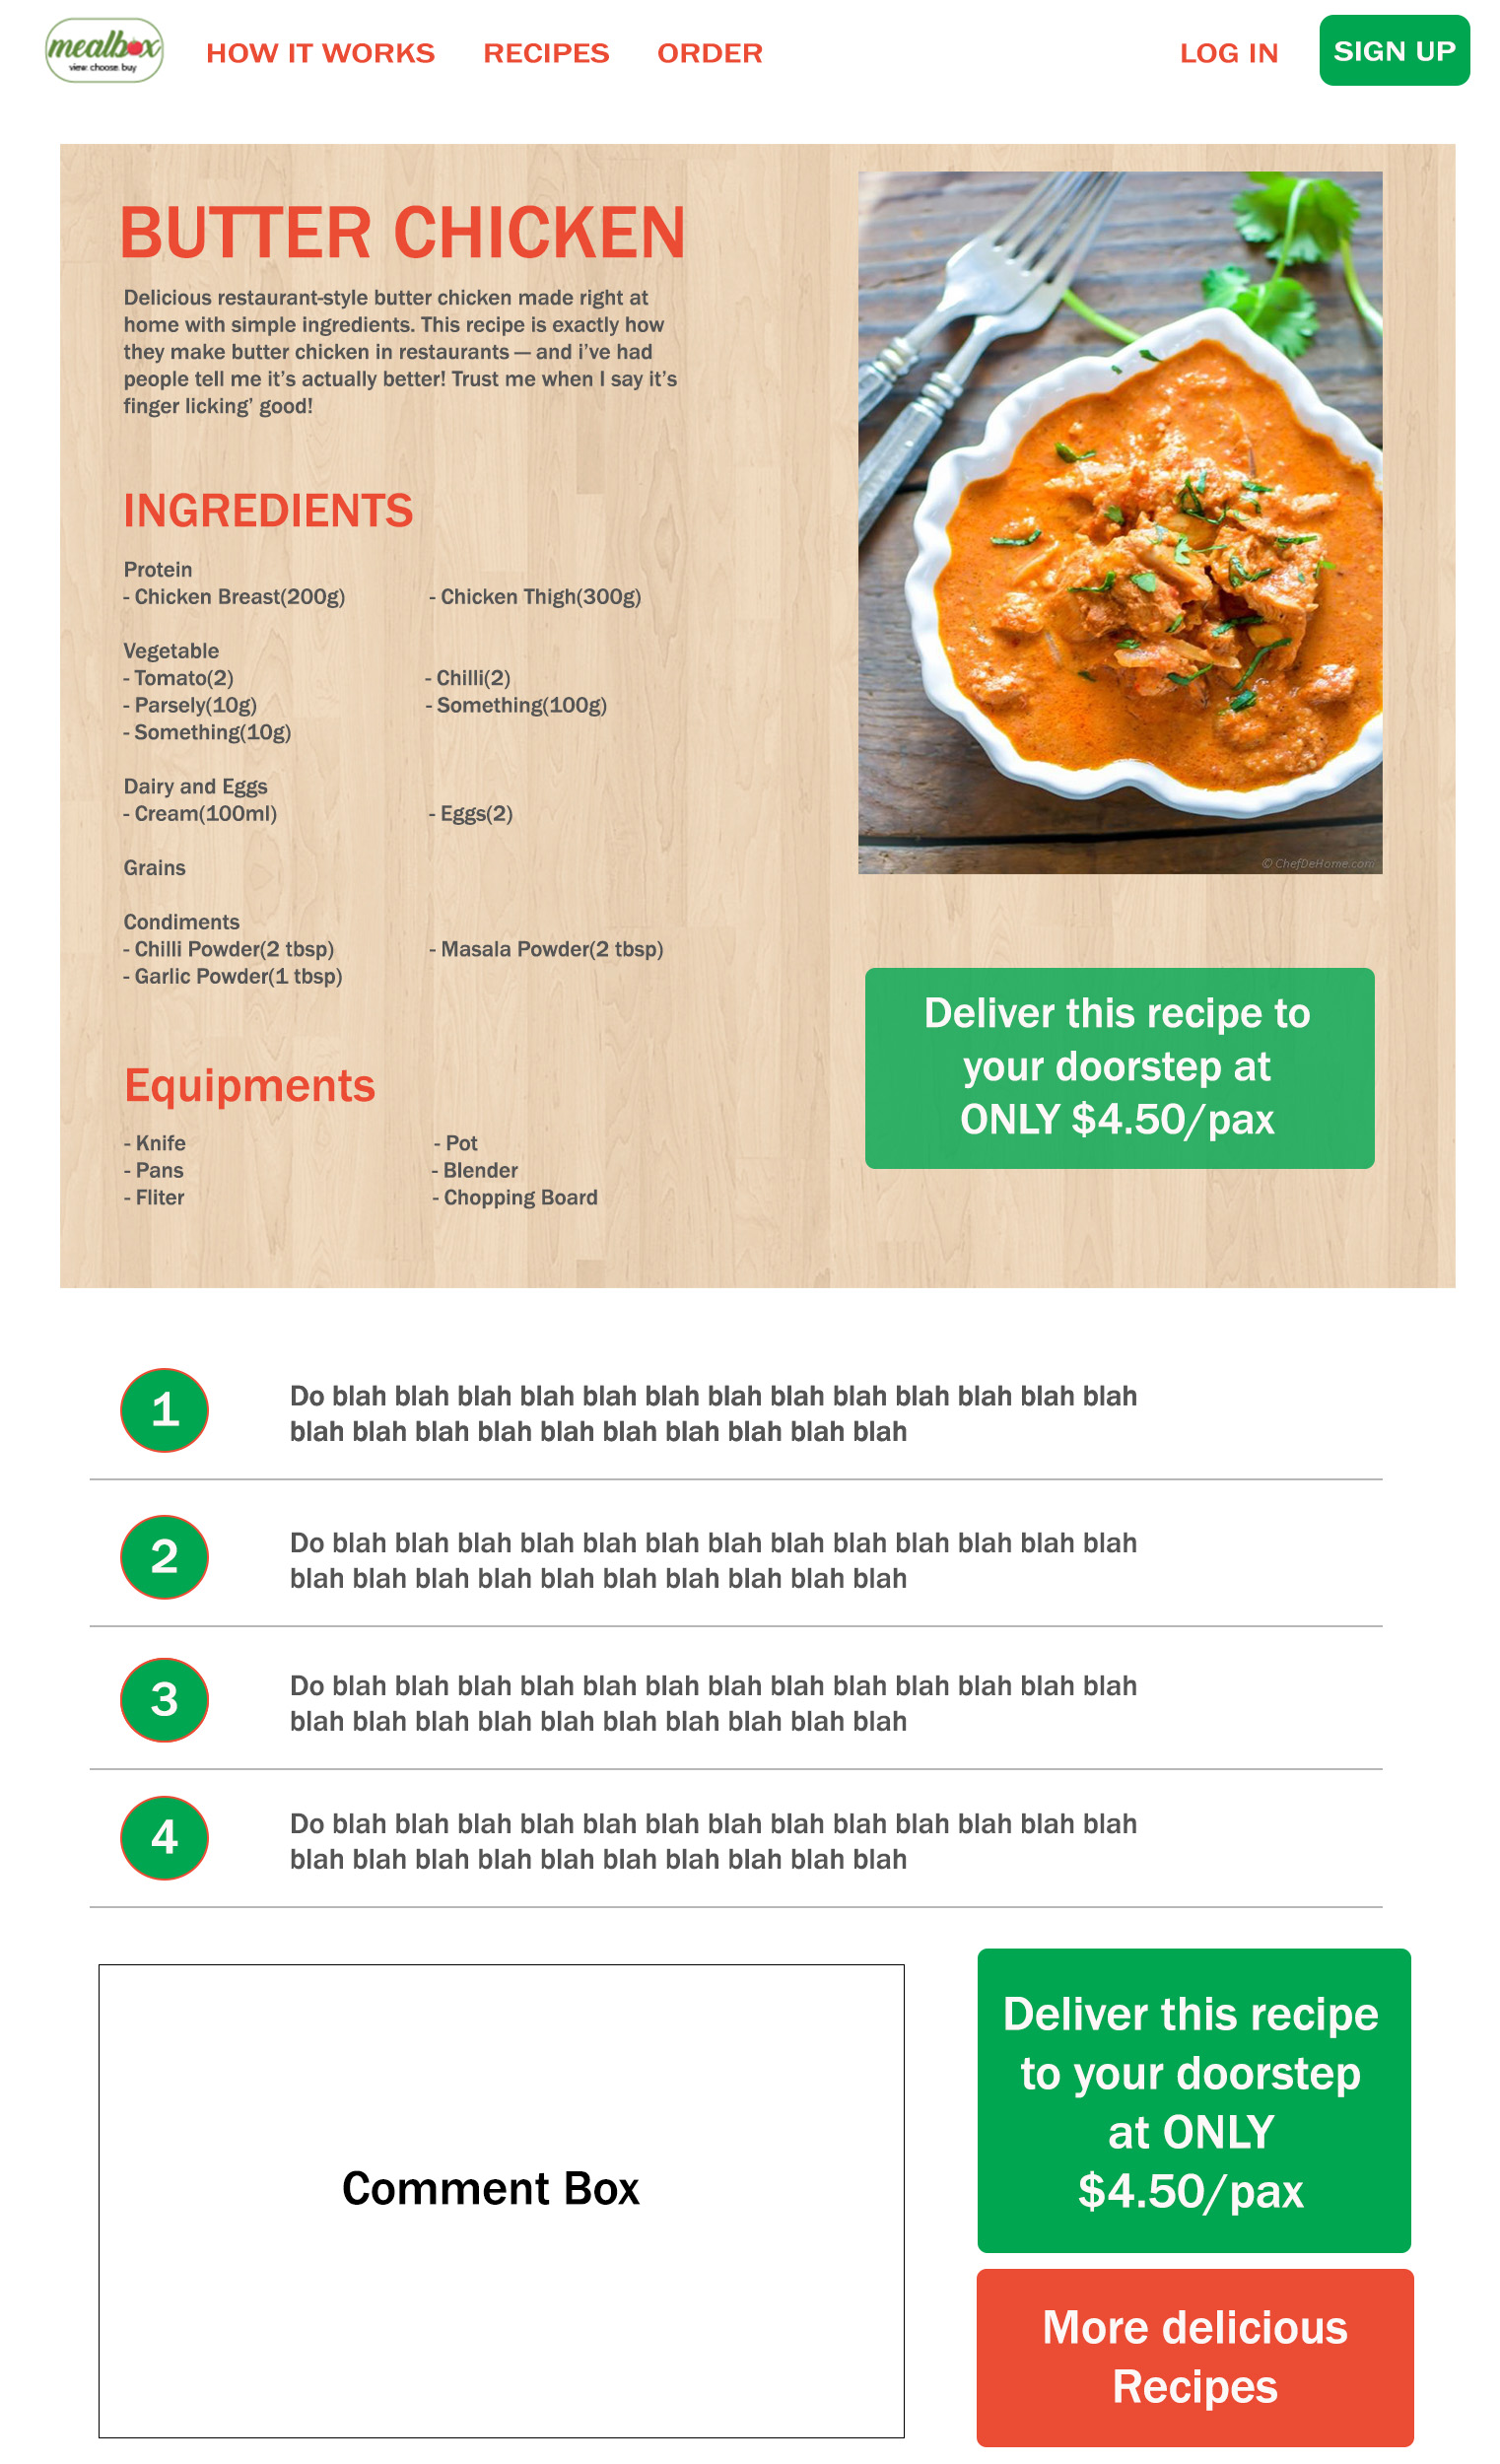 mealbox
view. choose. buy
HOW IT WORKS
RECIPES
ORDER
LOG IN
SIGN UP
BUTTER CHICKEN
Delicious restaurant-style butter chicken made right at
home with simple ingredients. This recipe is exactly how
they make butter chicken in restaurants — and i’ve had
people tell me it’s actually better! Trust me when I say it’s
finger licking’ good!
INGREDIENTS
Protein
- Chicken Breast(200g)
- Chicken Thigh(300g)
Vegetable
- Tomato(2)
- Chilli(2)
- Parsely(10g)
- Something(100g)
- Something(10g)
Dairy and Eggs
- Cream(100ml)
- Eggs(2)
Grains
Condiments
- Chilli Powder(2 tbsp)
- Masala Powder(2 tbsp)
- Garlic Powder(1 tbsp)
Equipments
- Knife
- Pot
- Pans
- Blender
- Fliter
- Chopping Board
© ChefDeHome.com
Deliver this recipe to
your doorstep at
ONLY $4.50/pax
1
Do blah blah blah blah blah blah blah blah blah blah blah blah blah
blah blah blah blah blah blah blah blah blah blah
2
Do blah blah blah blah blah blah blah blah blah blah blah blah blah
blah blah blah blah blah blah blah blah blah blah
3
Do blah blah blah blah blah blah blah blah blah blah blah blah blah
blah blah blah blah blah blah blah blah blah blah
4
Do blah blah blah blah blah blah blah blah blah blah blah blah blah
blah blah blah blah blah blah blah blah blah blah
Comment Box
Deliver this recipe
to your doorstep
at ONLY
$4.50/pax
More delicious
Recipes